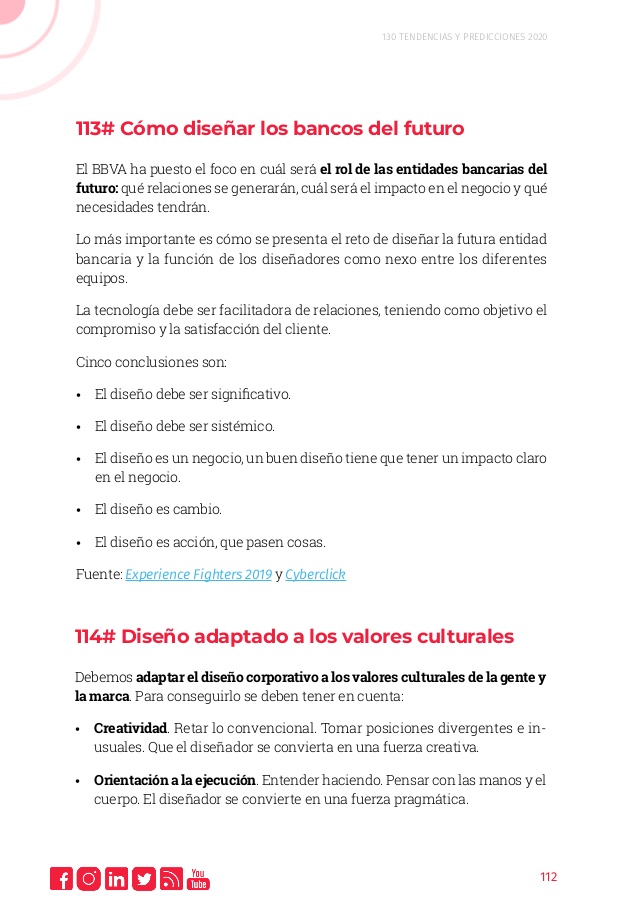 130 TENDENCIAS Y PREDICCIONES 2020
113# Cómo diseñar los bancos del futuro
El BBVA ha puesto el foco en cuál será el rol de las entidades bancarias del
futuro: qué relaciones se generarán, cuál será el impacto en el negocio y qué
necesidades tendrán.
Lo más importante es cómo se presenta el reto de diseñar la futura entidad
bancaria y la función de los diseñadores como nexo entre los diferentes
equipos.
La tecnología debe ser facilitadora de relaciones, teniendo como objetivo el
compromiso y la satisfacción del cliente.
Cinco conclusiones son:
• El diseño debe ser significativo.
• El diseño debe ser sistémico.
• El diseño es un negocio, un buen diseño tiene que tener un impacto claro
en el negocio.
• El diseño es cambio.
• El diseño es acción, que pasen cosas.
Fuente: Experience Fighters 2019 y Cyberclick
114# Diseño adaptado a los valores culturales
Debemos adaptar el diseño corporativo a los valores culturales de la gente y
la marca. Para conseguirlo se deben tener en cuenta:
• Creatividad. Retar lo convencional. Tomar posiciones divergentes e in-
usuales. Que el diseñador se convierta en una fuerza creativa.
• Orientación a la ejecución. Entender haciendo. Pensar con las manos y el
cuerpo. El diseñador se convierte en una fuerza pragmática.
You
Tube
112